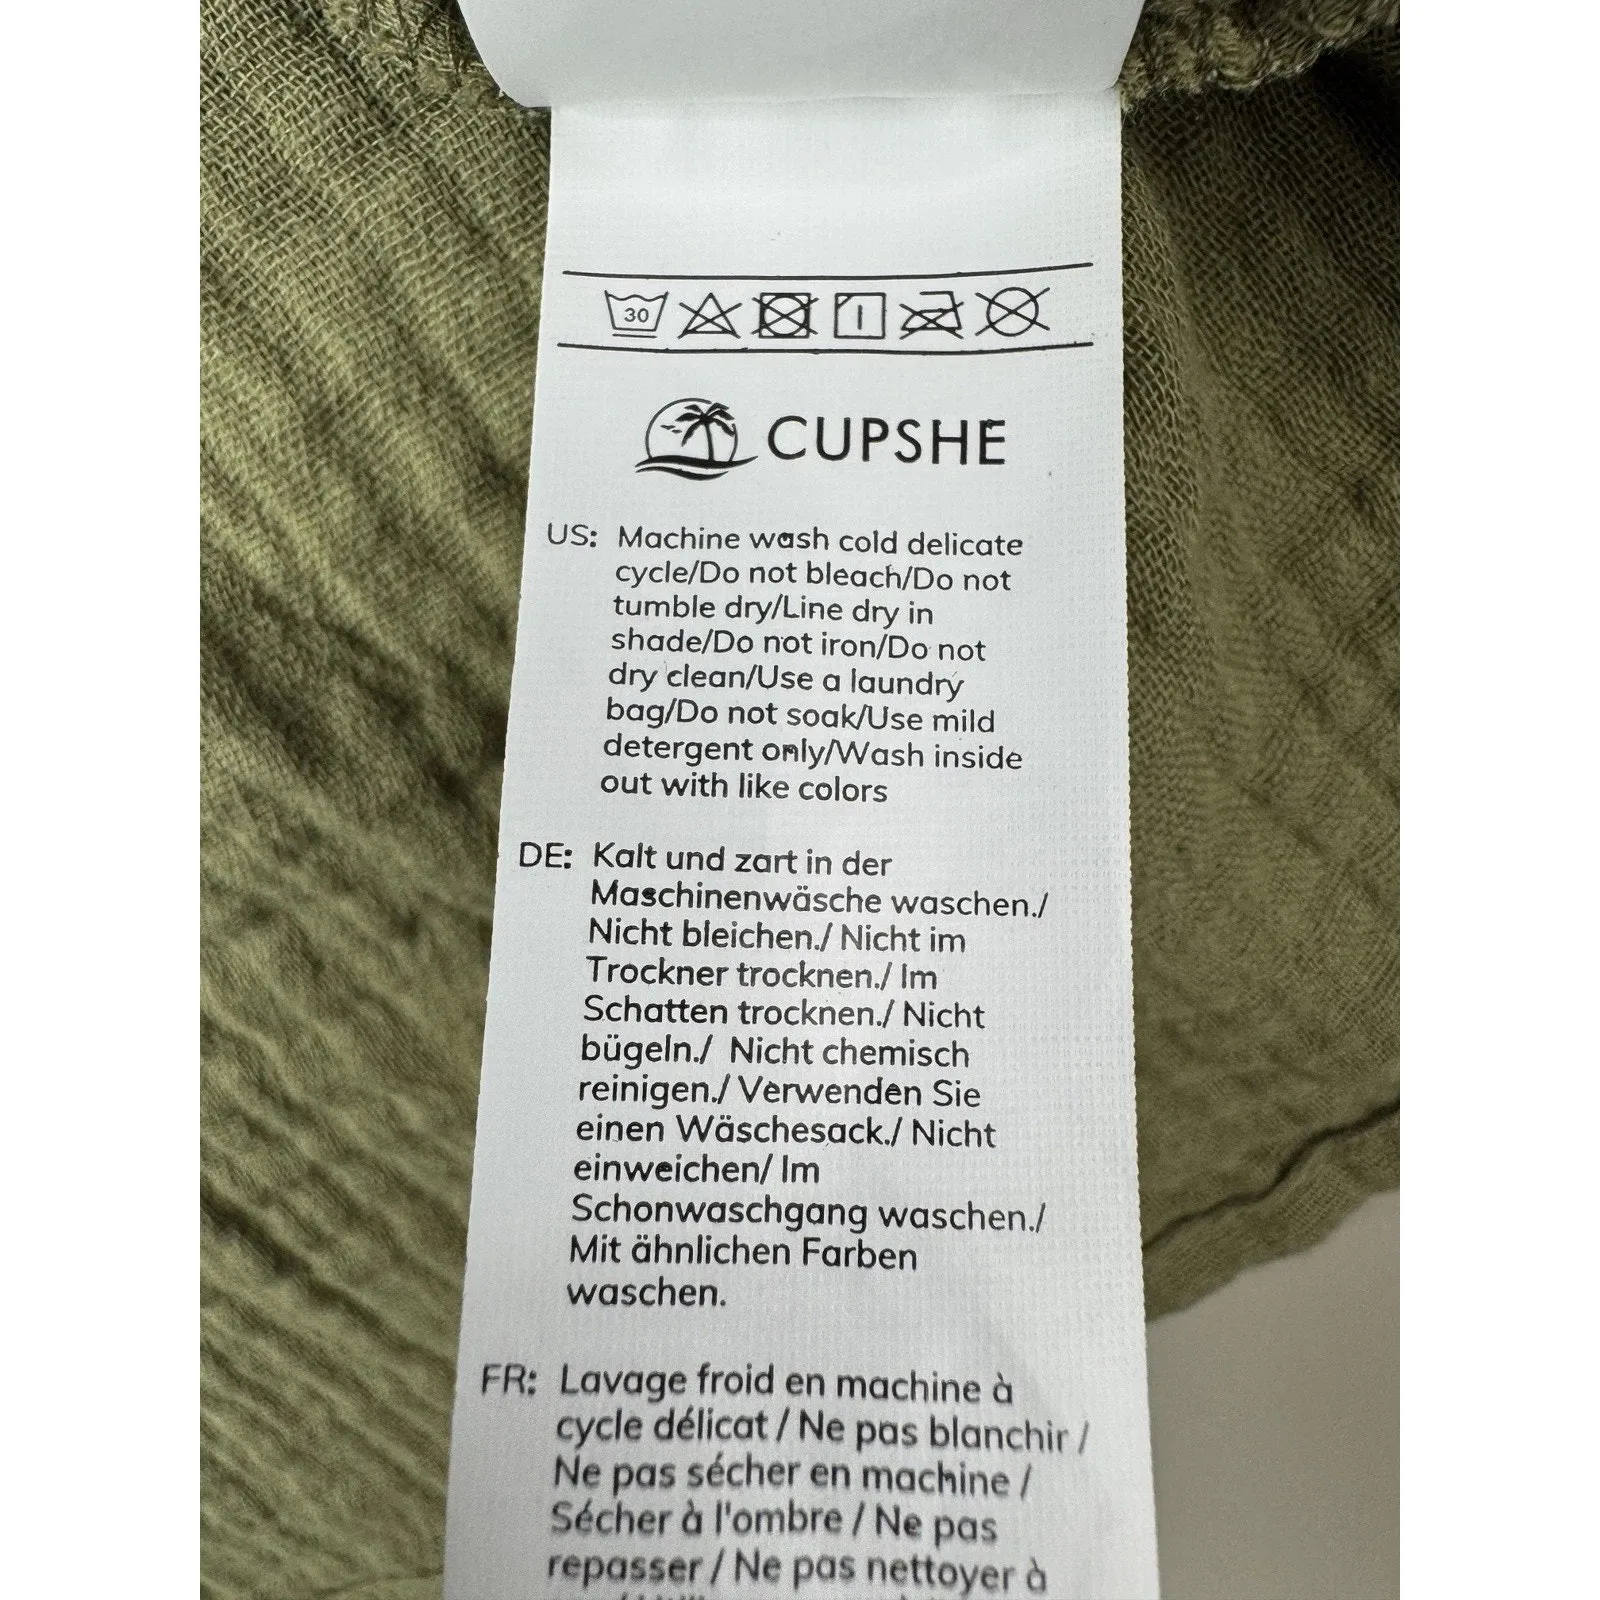 30
CUPSHE
US: Machine wash cold delicate
cycle/Do not bleach/Do not
tumble dry/Line dry in
shade/Do not iron/Do not
dry clean/Use a laundry
bag/Do not soak/Use mild
detergent only/Wash inside
out with like colors
DE: Kalt und zart in der
Maschinenwäsche waschen./
Nicht bleichen./ Nicht im
Trockner trocknen./ Im
Schatten trocknen./ Nicht
bügeln./ Nicht chemisch
reinigen./ Verwenden Sie
einen Wäschesack./ Nicht
einweichen/ Im
Schonwaschgang waschen./
Mit ähnlichen Farben
waschen.
FR: Lavage froid en machine à
cycle délicat / Ne pas blanchir /
Ne pas sécher en machine /
Sécher à l'ombre / Ne pas
repasser / Ne pas nettoyer à